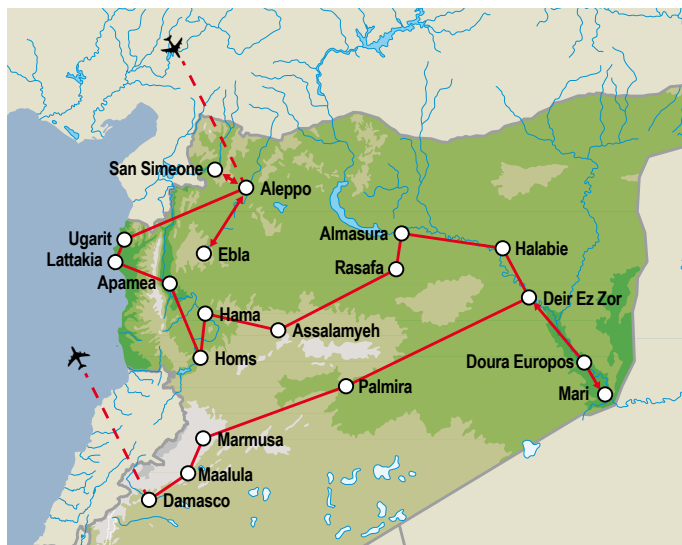 San Simeone
Aleppo
Ugarit
Ebla
Almasura
Halabie
Lattakia
Rasafa
Apamea
Deir Ez Zor
Hama
Assalamyeh
Homs
Doura Europos
Palmira
Mari
Marmusa
Maalula
Damasco